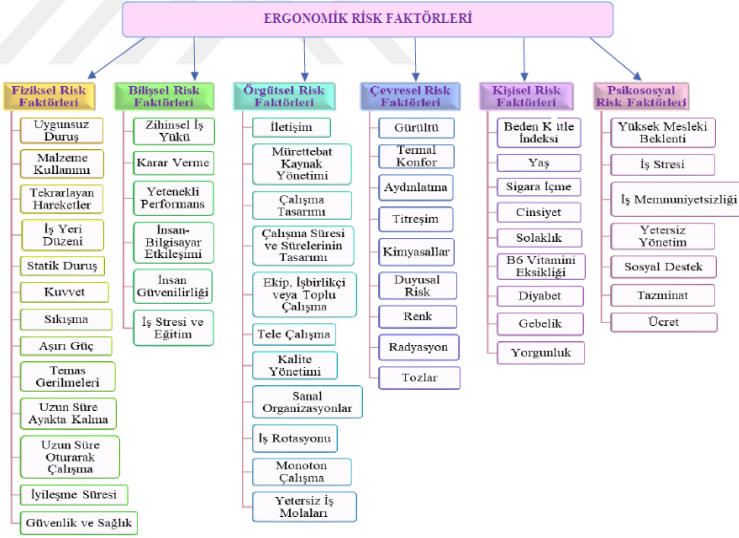 ERGONOMİK RİSK FAKTÖRLERİ
Fiziksel Risk
Faktörleri
Uygunsuz
Duruş
Malzeme
Kullanımı
Tekrarlayan
Hareketler
İş Yeri
Düzeni
Statik Duruş
Kuvvet
Sıkışma
Aşırı Güç
Temas
Gerilmeleri
Uzun Süre
Ayakta Kalma
Uzun Süre
Oturarak
Çalışma
İyileşme Süresi
Güvenlik ve Sağlık
Bilişsel Risk
Faktörleri
Zihinsel İş
Yükü
Karar Verme
Yetenekli
Performans
İnsan-
Bilgisayar
Etkileşimi
İnsan
Güvenilirliği
İş Stresi ve
Eğitim
Örgütsel Risk
Faktörleri
İletişim
Mürettebat
Kaynak
Yönetimi
Çalışma
Tasarımı
Çalışma Süresi
ve Sürelerinin
Tasarımı
Ekip, İşbirlikçi
veya Toplu
Çalışma
Tele Çalışma
Kalite
Yönetimi
Sanal
Organizasyonlar
İş Rotasyonu
Monoton
Çalışma
Yetersiz İş
Molaları
Çevresel Risk
Faktörleri
Gürültü
Termal
Konfor
Aydınlatma
Titreşim
Kimyasallar
Duyusal
Risk
Renk
Radyasyon
Tozlar
Kişisel Risk
Faktörleri
Beden Kütle
İndeksi
Yaş
Sigara İçme
Cinsiyet
Solaklık
B6 Vitamini
Eksikliği
Diyabet
Gebelik
Yorgunluk
Psikososyal
Risk Faktörleri
Yüksek Mesleki
Beklenti
İş Stresi
İş Memnuniyetsizliği
Yetersiz
Yönetim
Sosyal Destek
Tazminat
Ücret